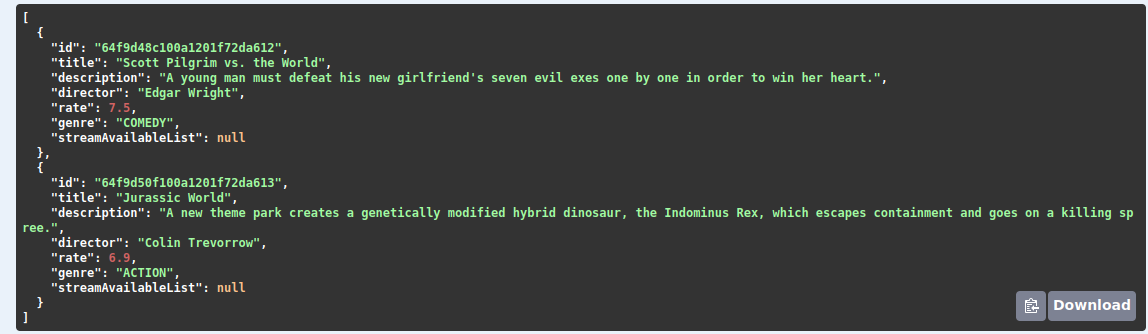 [
  {
    "id": "64f9d48c100a1201f72da612",
    "title": "Scott Pilgrim vs. the World",
    "description": "A young man must defeat his new girlfriend's seven evil exes one by one in order to win her heart.",
    "director": "Edgar Wright",
    "rate": 7.5,
    "genre": "COMEDY",
    "streamAvailableList": null
  },
  {
    "id": "64f9d50f100a1201f72da613",
    "title": "Jurassic World",
    "description": "A new theme park creates a genetically modified hybrid dinosaur, the Indominus Rex, which escapes containment and goes on a killing sp
ree.",
    "director": "Colin Trevorrow",
    "rate": 6.9,
    "genre": "ACTION",
    "streamAvailableList": null
  }
]
Download